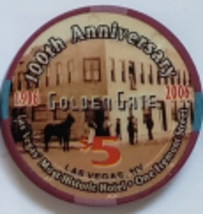 100th Anniversary
1906 2006
GOLDEN GATE
$5
LAS VEGAS, NV
Las Vegas' Most Historic Hotel • One Fremont Street